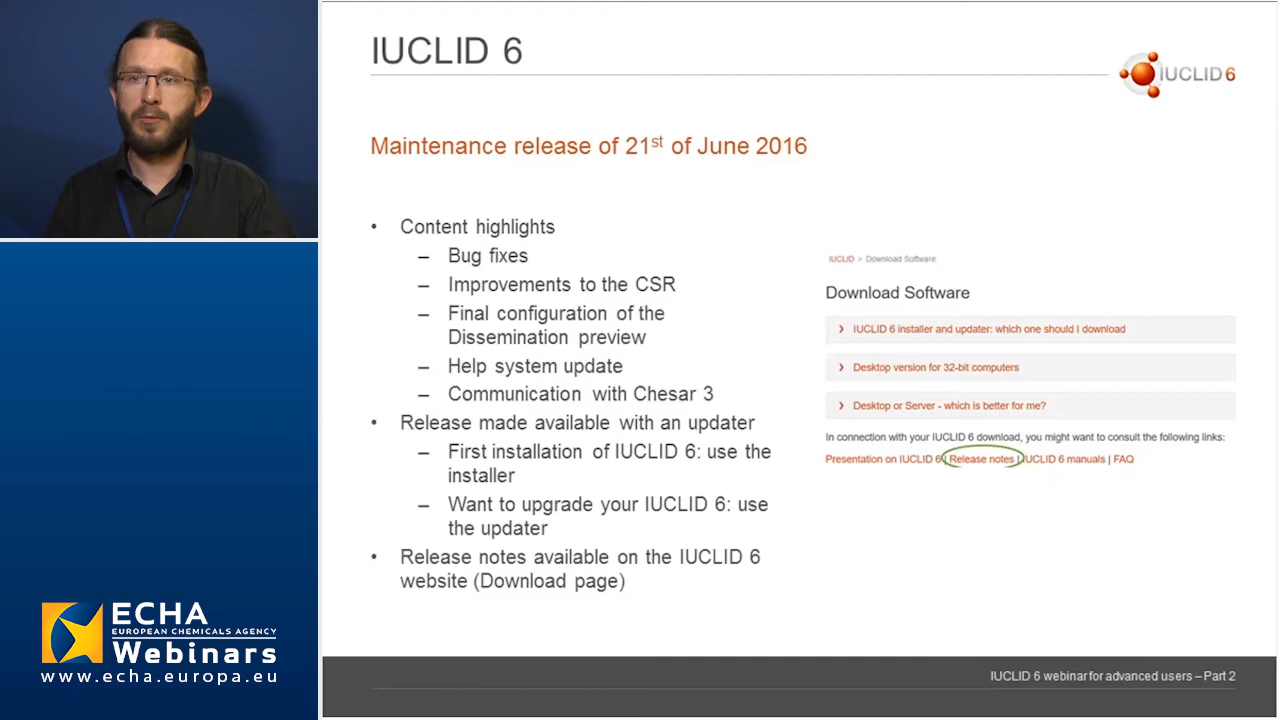 IUCLID 6
IUCLID 6
Maintenance release of 21st of June 2016
• Content highlights
– Bug fixes
– Improvements to the CSR
– Final configuration of the
Dissemination preview
– Help system update
– Communication with Chesar 3
• Release made available with an updater
– First installation of IUCLID 6: use the
installer
– Want to upgrade your IUCLID 6: use
the updater
• Release notes available on the IUCLID 6
website (Download page)
IUCLID > Download Software
Download Software
IUCLID 6 installer and updater: which one should I download
Desktop version for 32-bit computers
Desktop or Server - which is better for me?
In connection with your IUCLID 6 download, you might want to consult the following links:
Presentation on IUCLID 6 | Release notes | IUCLID 6 manuals | FAQ
ECHA
EUROPEAN CHEMICALS AGENCY
Webinars
www.echa.europa.eu
IUCLID 6 webinar for advanced users – Part 2